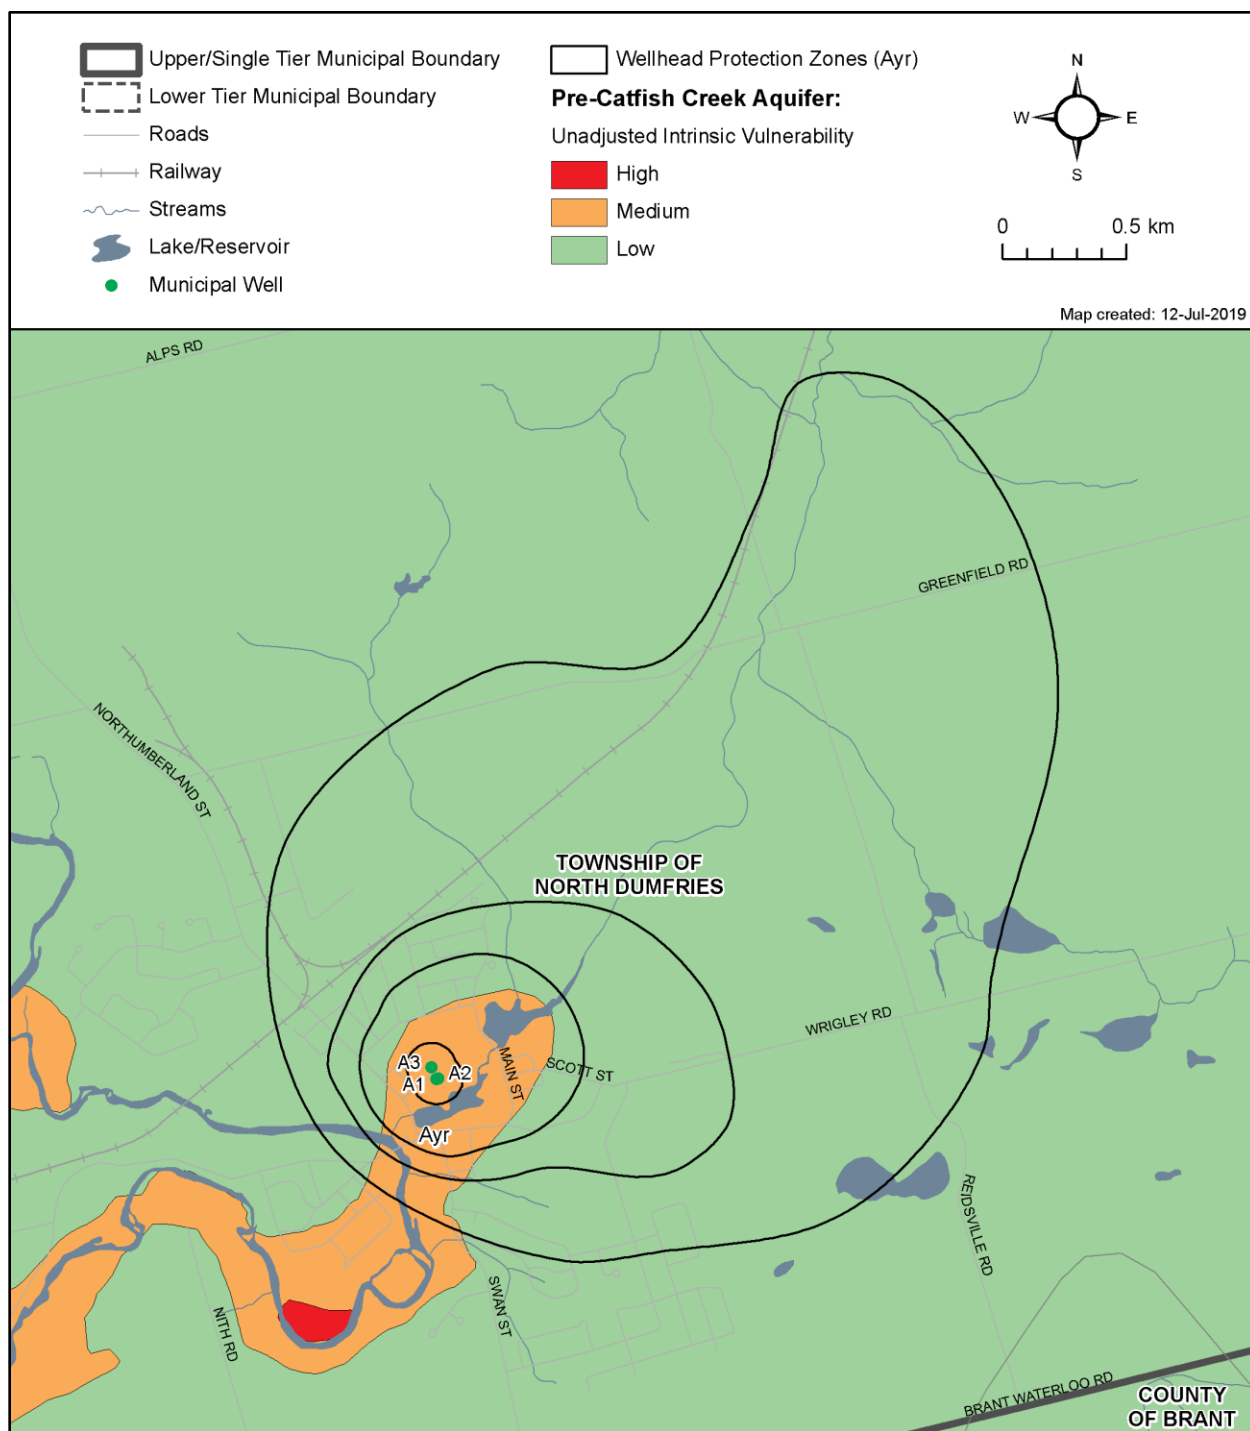 Upper/Single Tier Municipal Boundary
Lower Tier Municipal Boundary
Roads
Railway
Streams
Lake/Reservoir
Municipal Well
Wellhead Protection Zones (Ayr)
Pre-Catfish Creek Aquifer:
Unadjusted Intrinsic Vulnerability
High
Medium
Low
N
W
E
S
0
0.5 km
Map created: 12-Jul-2019
ALPS RD
GREENFIELD RD
NORTHUMBERLAND ST
TOWNSHIP OF
NORTH DUMFRIES
WRIGLEY RD
MAIN ST
SCOTT ST
A3
A2
A1
Ayr
REIDSVILLE RD
SWAN ST
NITH RD
BRANT WATERLOO RD
COUNTY
OF BRANT